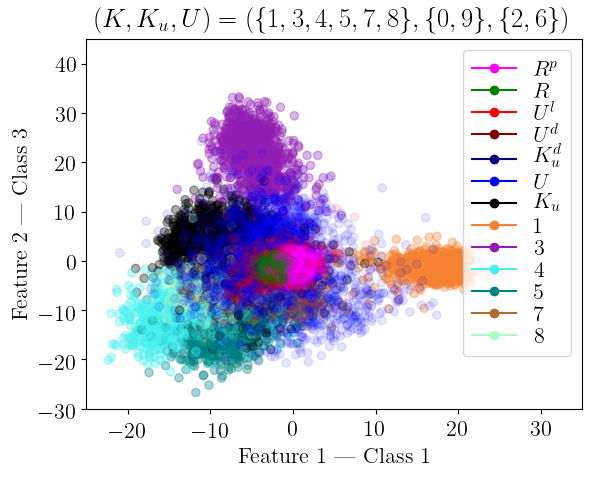 (K, K_u, U) = ({1, 3, 4, 5, 7, 8}, {0, 9}, {2, 6})
40
30
20
10
0
−10
−20
−30
Feature 2 — Class 3
R^p
R
U^l
U^d
K_u^d
U
K_u
1
3
4
5
7
8
−20 −10 0 10 20 30
Feature 1 — Class 1